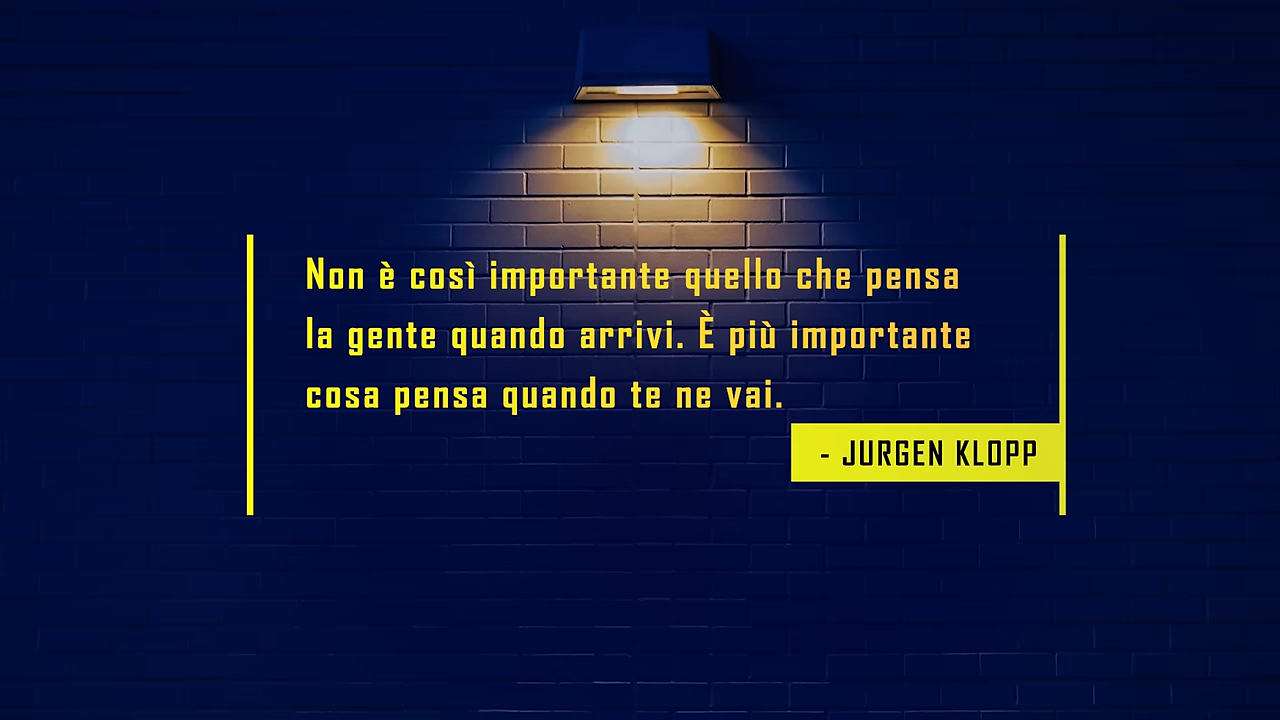 Non è così importante quello che pensa
la gente quando arrivi. È più importante
cosa pensa quando te ne vai.
- JURGEN KLOPP